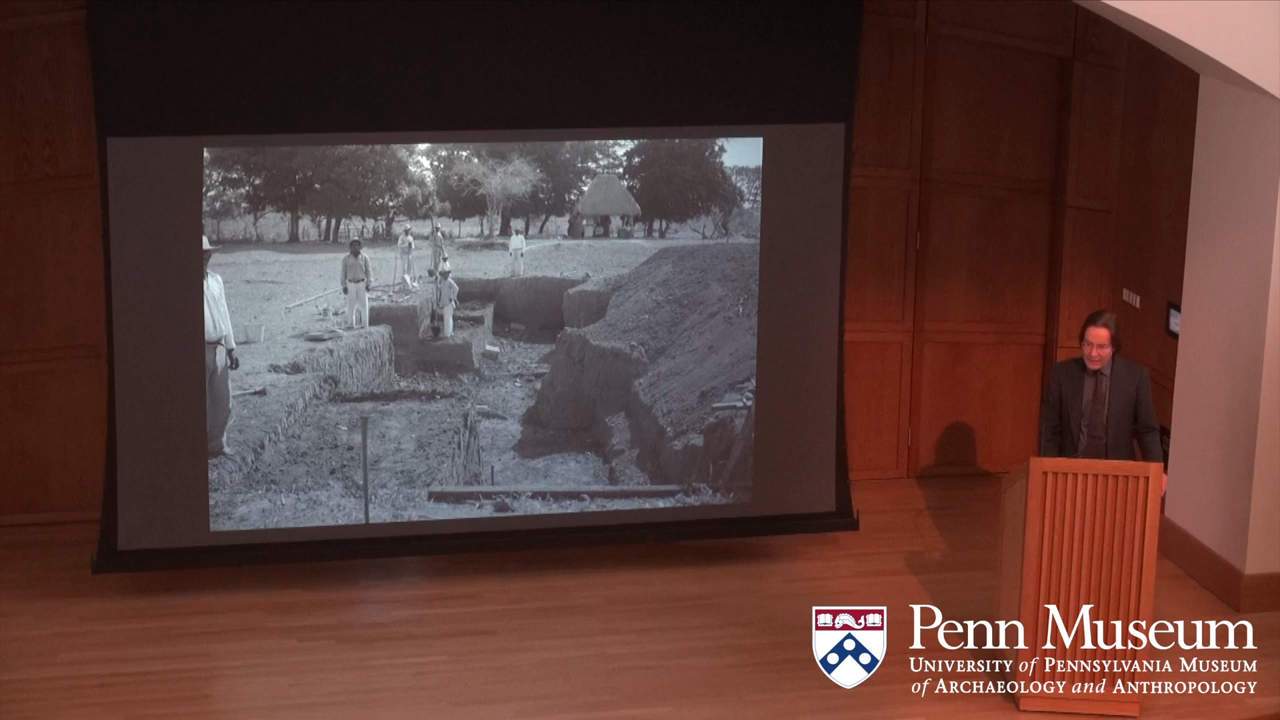 Penn Museum
UNIVERSITY of PENNSYLVANIA MUSEUM
of ARCHAEOLOGY and ANTHROPOLOGY